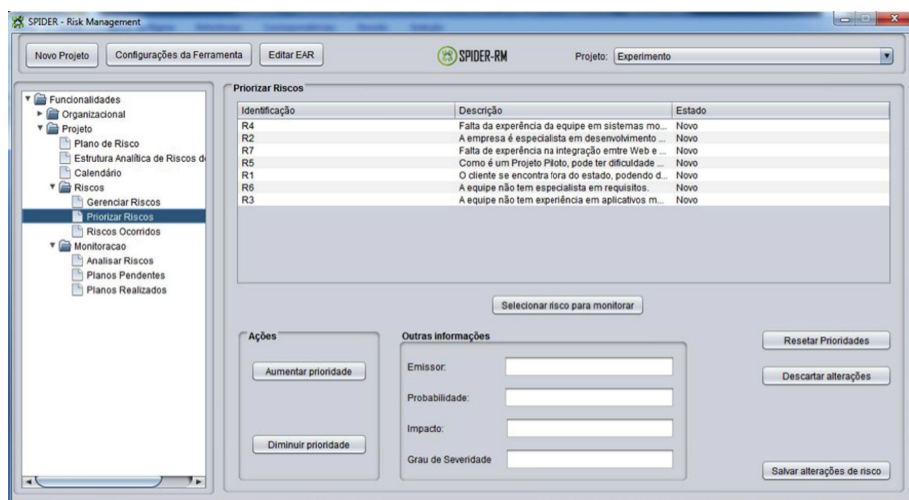 SPIDER - Risk Management
Novo Projeto
Configurações da Ferramenta
Editar EAR
SPIDER-RM
Projeto:
Experimento
Funcionalidades
Organizacional
Projeto
Plano de Risco
Estrutura Analítica de Riscos d
Calendário
Riscos
Gerenciar Riscos
Priorizar Riscos
Riscos Ocorridos
Monitoracao
Analisar Riscos
Planos Pendentes
Planos Realizados
Priorizar Riscos
Identificação Descrição Estado
R4 Falta da experência da equipe em sistemas mo... Novo
R2 A empresa é especialista em desenvolvimento ... Novo
R7 Falta de experência na integração emtre Web e ... Novo
R5 Como é um Projeto Piloto, pode ter dificuldade ... Novo
R1 O cliente se encontra fora do estado, podendo d... Novo
R6 A equipe não tem especialista em requisitos. Novo
R3 A equipe não tem experiência em aplicativos m... Novo
Selecionar risco para monitorar
Ações
Aumentar prioridade
Diminuir prioridade
Outras informações
Emissor:
Probabilidade:
Impacto:
Grau de Severidade
Resetar Prioridades
Descartar alterações
Salvar alterações de risco